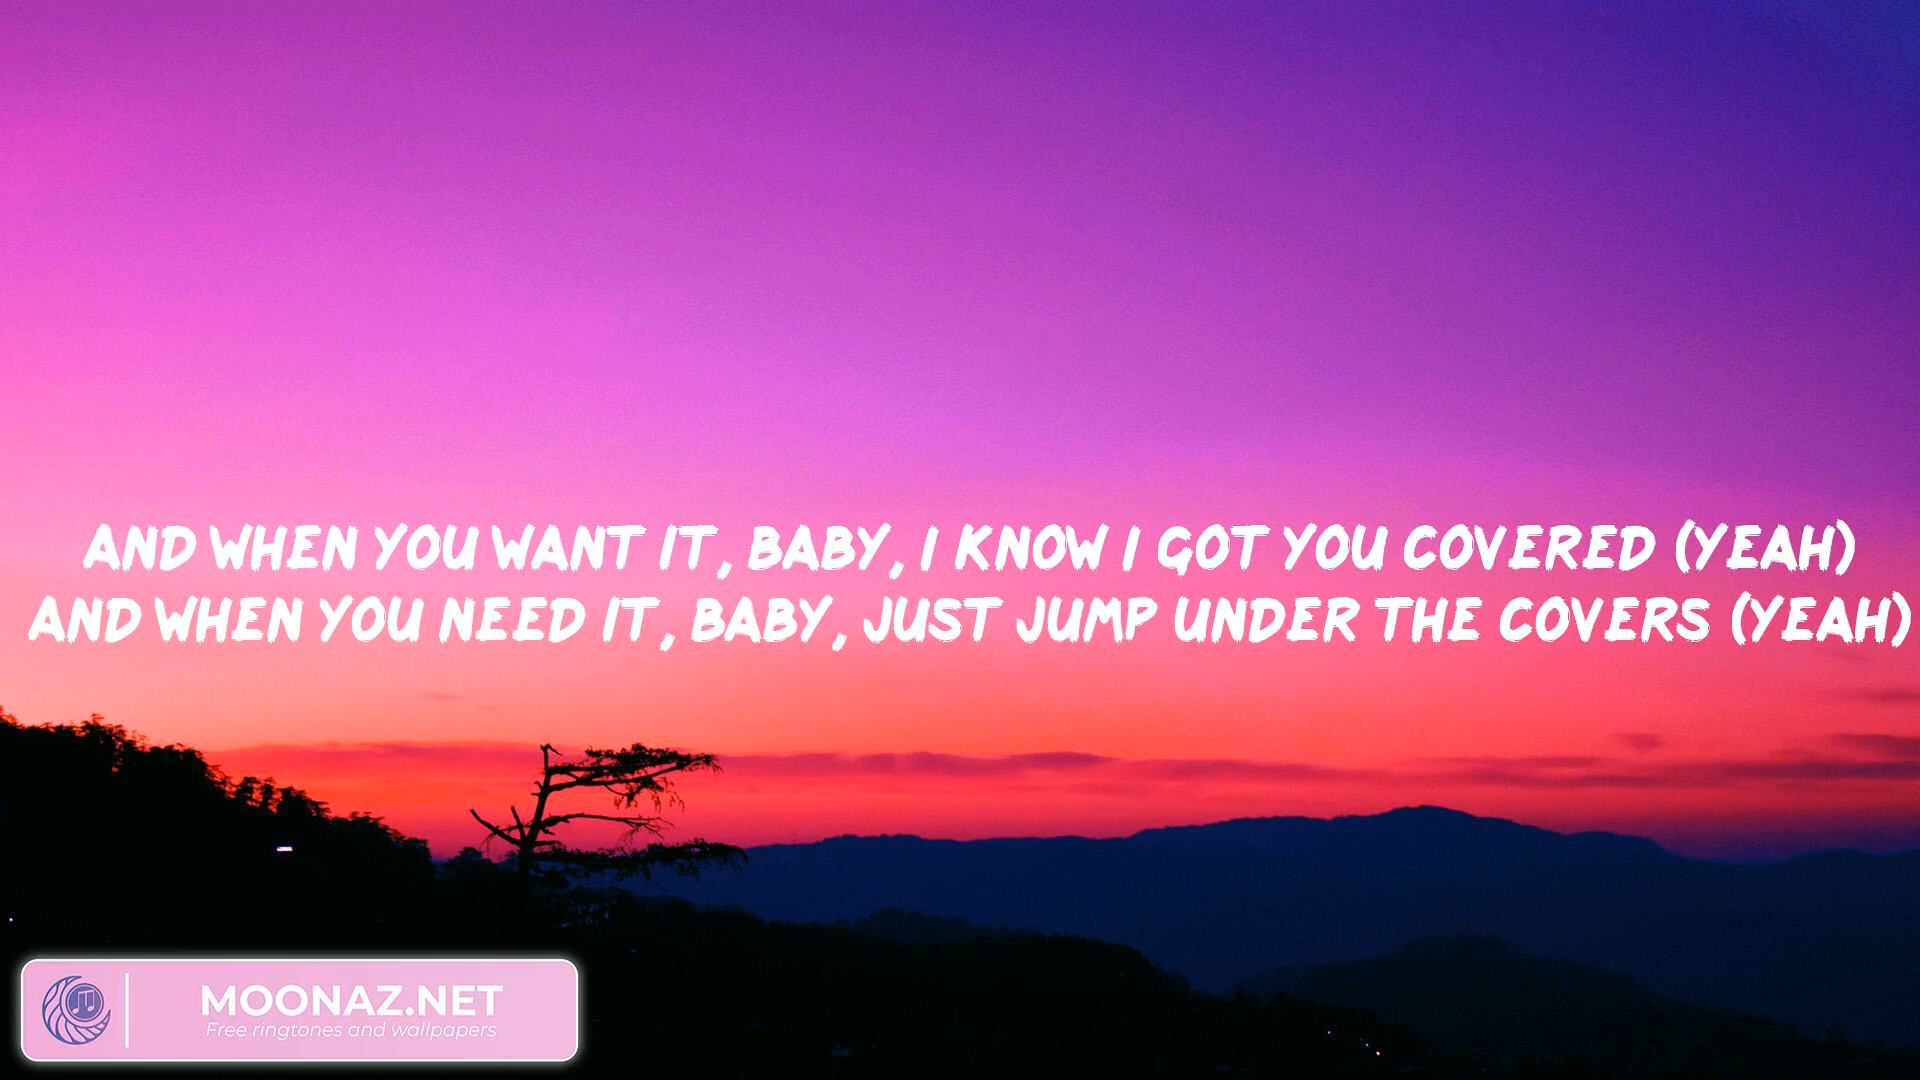 AND WHEN YOU WANT IT, BABY, I KNOW I GOT YOU COVERED (YEAH)
AND WHEN YOU NEED IT, BABY, JUST JUMP UNDER THE COVERS (YEAH)
MOONAZ.NET
Free ringtones and wallpapers